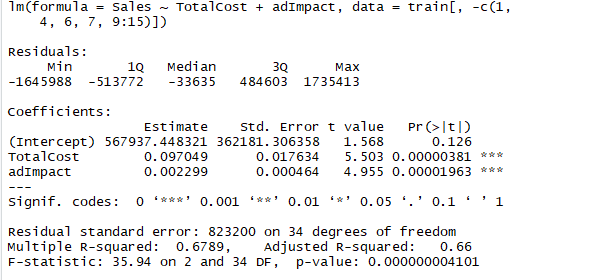 lm(formula = Sales ~ TotalCost + adImpact, data = train[, -c(1,
    4, 6, 7, 9:15)])

Residuals:
     Min       1Q   Median       3Q      Max
-1645988  -513772   -33635   484603  1735413

Coefficients:
                 Estimate    Std. Error t value   Pr(>|t|)
(Intercept) 567937.448321 362181.306358   1.568      0.126
TotalCost        0.097049      0.017634   5.503 0.00000381 ***
adImpact         0.002299      0.000464   4.955 0.00001963 ***
---
Signif. codes:  0 ‘***’ 0.001 ‘**’ 0.01 ‘*’ 0.05 ‘.’ 0.1 ‘ ’ 1

Residual standard error: 823200 on 34 degrees of freedom
Multiple R-squared:  0.6789,	Adjusted R-squared:   0.66
F-statistic: 35.94 on 2 and 34 DF,  p-value: 0.000000004101